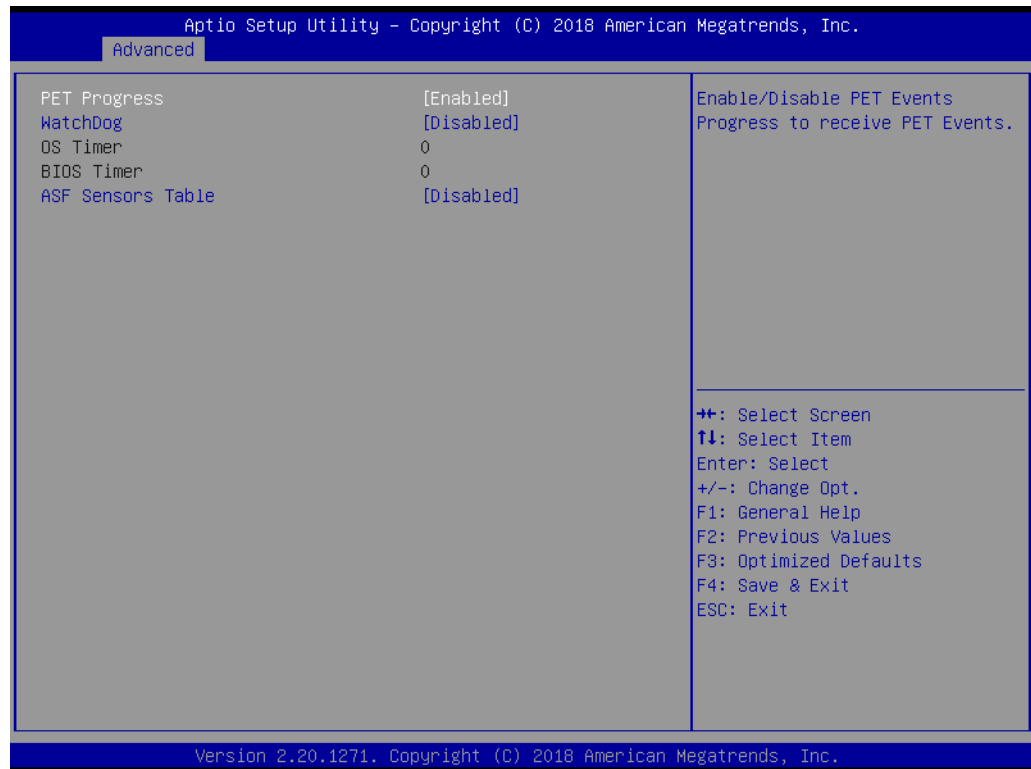 Aptio Setup Utility – Copyright (C) 2018 American Megatrends, Inc.
Advanced
PET Progress [Enabled]
WatchDog [Disabled]
OS Timer 0
BIOS Timer 0
ASF Sensors Table [Disabled]
Enable/Disable PET Events
Progress to receive PET Events.
→←: Select Screen
↑↓: Select Item
Enter: Select
+/-: Change Opt.
F1: General Help
F2: Previous Values
F3: Optimized Defaults
F4: Save & Exit
ESC: Exit
Version 2.20.1271. Copyright (C) 2018 American Megatrends, Inc.